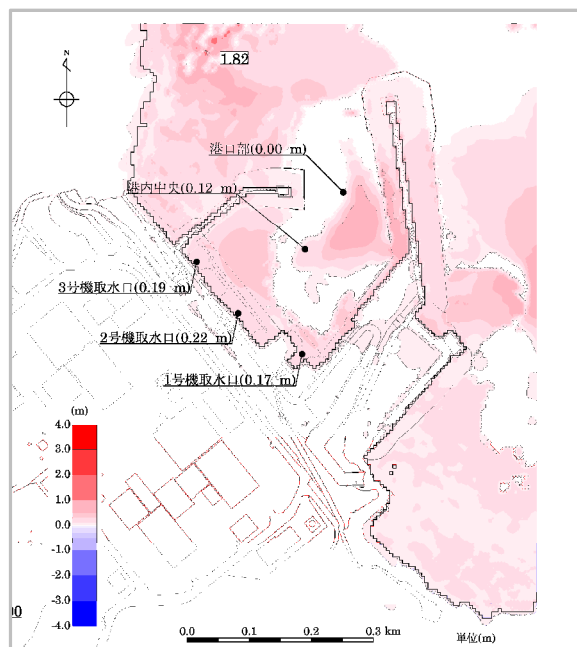 N
1.82
港口部(0.00 m)
港内中央(0.12 m)
3号機取水口(0.19 m)
2号機取水口(0.22 m)
1号機取水口(0.17 m)
(m)
4.0
3.0
2.0
1.0
0.0
-1.0
-2.0
-3.0
-4.0
0.0 0.1 0.2 0.3 km
単位(m)